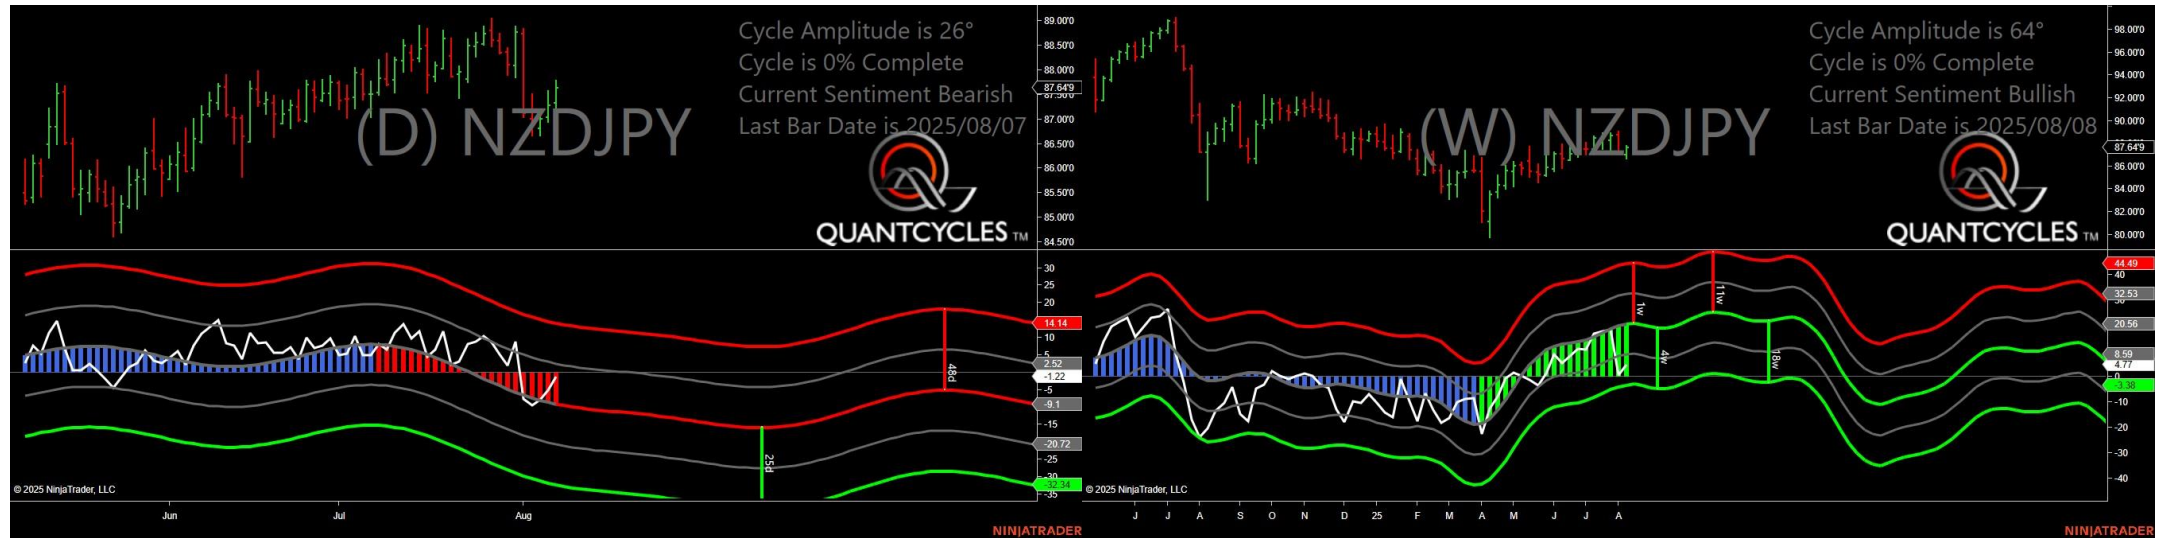 Cycle Amplitude is 26°
Cycle is 0% Complete
Current Sentiment Bearish
Last Bar Date is 2025/08/07
(D) NZDJPY
QUANTCYCLES TM
89.00'0
88.50'0
88.00'0
87.64'9
87.00'0
86.50'0
86.00'0
85.50'0
85.00'0
84.50'0
30
25
20
14.14
10
5
2.52
-1.22
-5
-9.1
-15
-20.72
-25
-30
-32.34
-35
48d
25d
© 2025 NinjaTrader, LLC
Jun
Jul
Aug
NINJATRADER
Cycle Amplitude is 64°
Cycle is 0% Complete
Current Sentiment Bullish
Last Bar Date is 2025/08/08
(W) NZDJPY
QUANTCYCLES TM
98.00'0
96.00'0
94.00'0
92.00'0
90.00'0
87.64'9
86.00'0
84.00'0
82.00'0
80.00'0
44.49
40
32.53
30
20.56
8.59
4.77
0
-3.38
-10
-20
-30
-40
1w
11w
4w
18w
© 2025 NinjaTrader, LLC
J J A S O N D 25 F M A M J J A
NINJATRADER